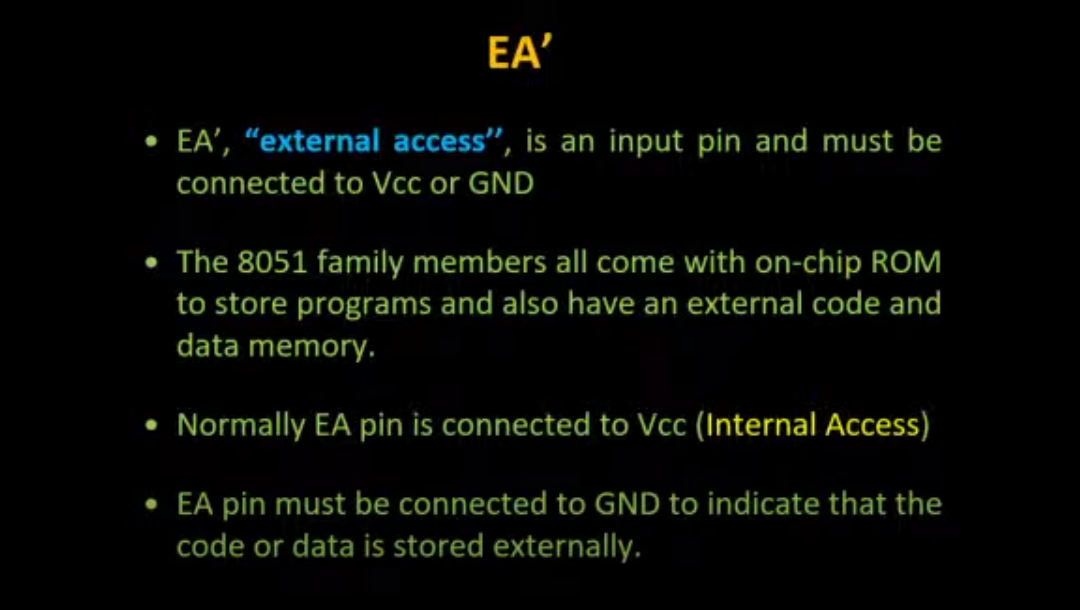 EA’
• EA’, “external access’’, is an input pin and must be
connected to Vcc or GND
• The 8051 family members all come with on-chip ROM
to store programs and also have an external code and
data memory.
• Normally EA pin is connected to Vcc (Internal Access)
• EA pin must be connected to GND to indicate that the
code or data is stored externally.